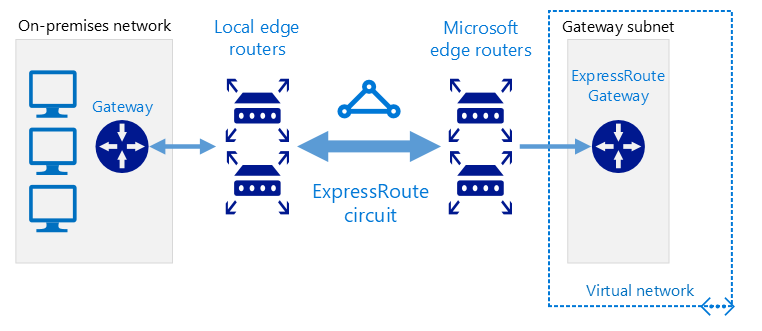 On-premises network
Gateway
Local edge
routers
ExpressRoute
circuit
Microsoft
edge routers
Gateway subnet
ExpressRoute
Gateway
Virtual network